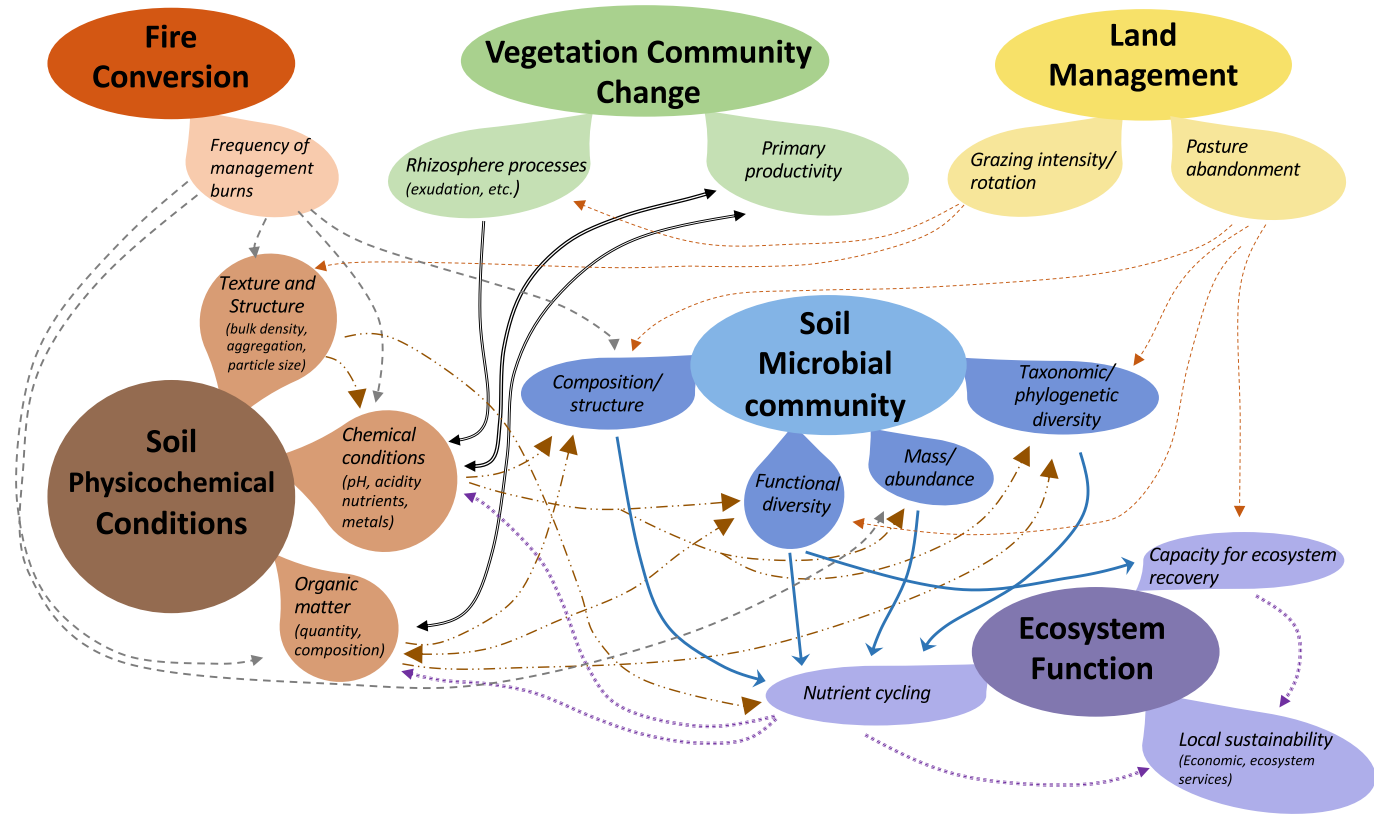 Fire
Conversion
Vegetation Community
Change
Land
Management
Frequency of
management
burns
Rhizosphere processes
(exudation, etc.)
Primary
productivity
Grazing intensity/
rotation
Pasture
abandonment
Texture and
Structure
(bulk density,
aggregation,
particle size)
Soil
Microbial
community
Composition/
structure
Taxonomic/
phylogenetic
diversity
Soil
Physicochemical
Conditions
Chemical
conditions
(pH, acidity
nutrients,
metals)
Functional
diversity
Mass/
abundance
Organic
matter
(quantity,
composition)
Capacity for ecosystem
recovery
Ecosystem
Function
Nutrient cycling
Local sustainability
(Economic, ecosystem
services)